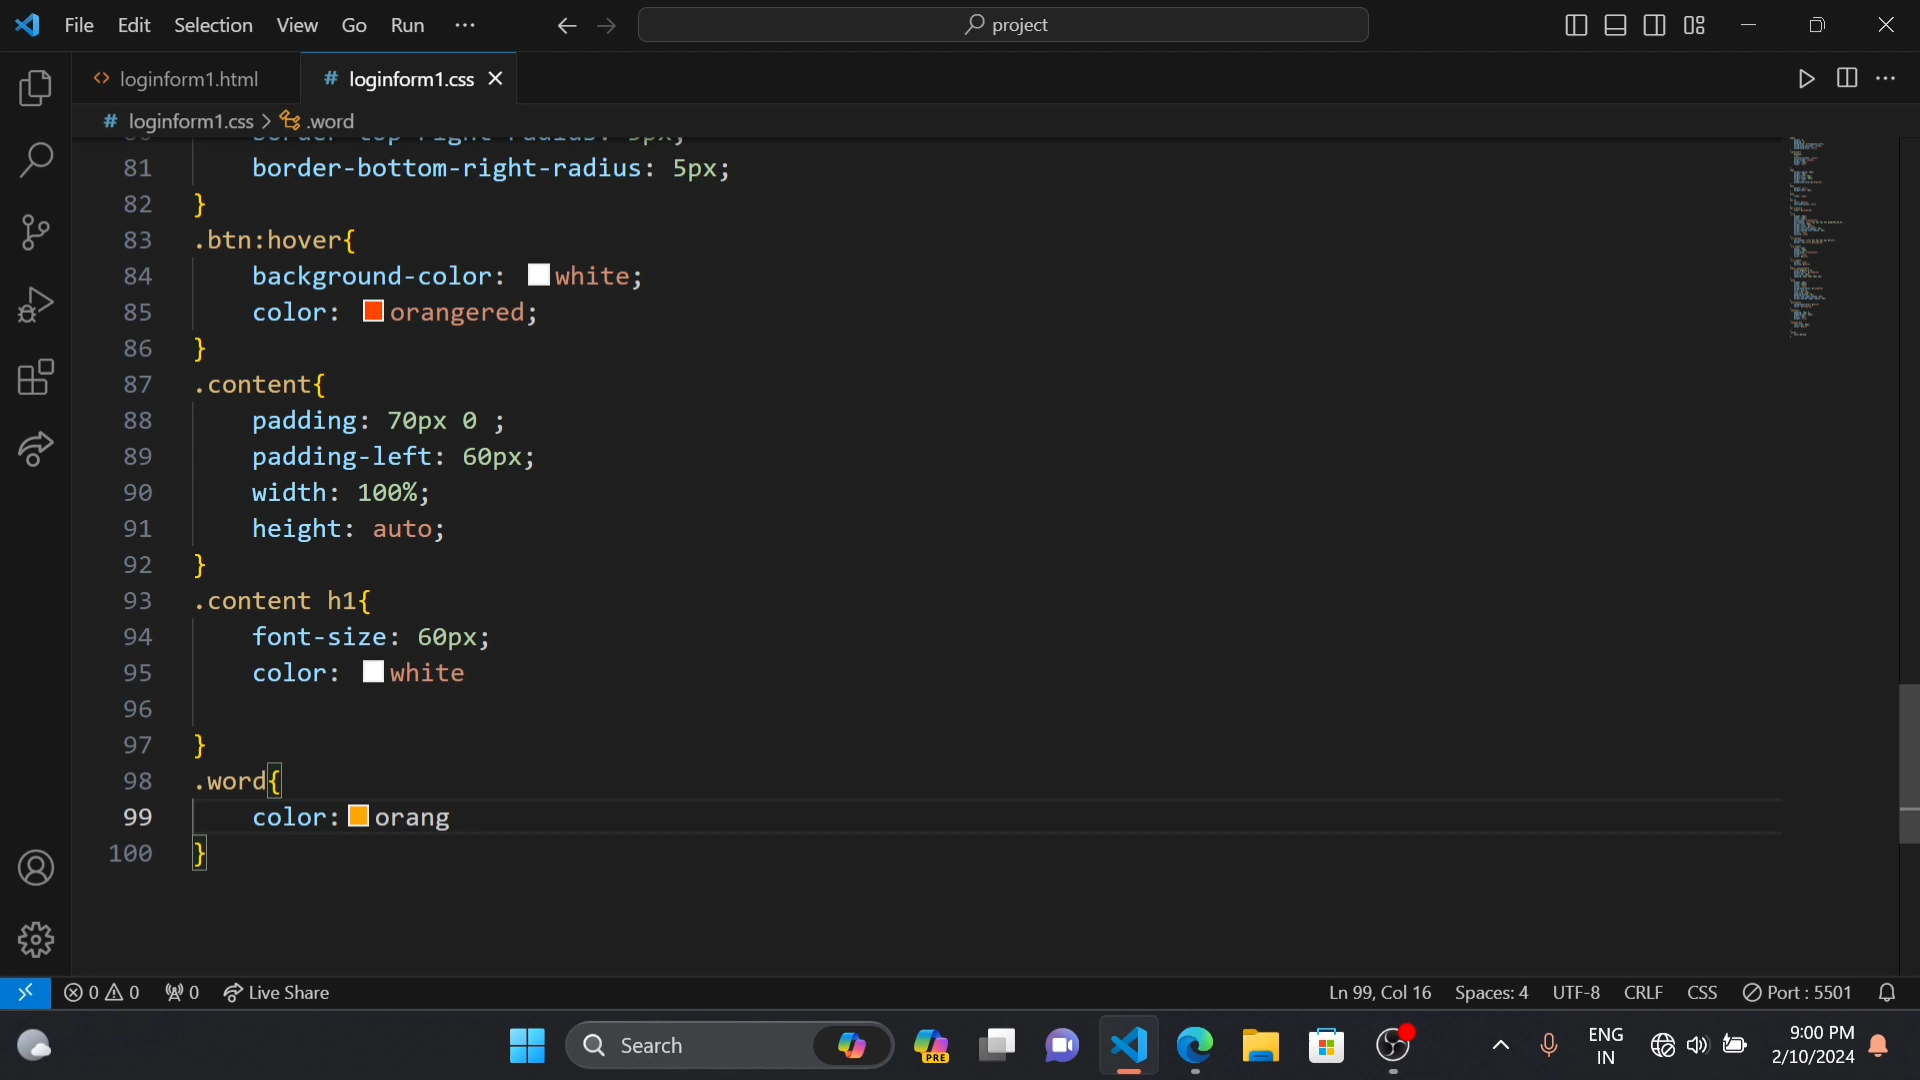 File Edit Selection View Go Run ···
project
loginform1.html
# loginform1.css
# loginform1.css > .word
81 border-bottom-right-radius: 5px;
82 }
83 .btn:hover{
84 background-color: white;
85 color: orangered;
86 }
87 .content{
88 padding: 70px 0 ;
89 padding-left: 60px;
90 width: 100%;
91 height: auto;
92 }
93 .content h1{
94 font-size: 60px;
95 color: white
96
97 }
98 .word{
99 color: orang
100 }
0 0 0 Live Share
Ln 99, Col 16 Spaces: 4 UTF-8 CRLF CSS Port : 5501
Search
PRE
ENG
IN
9:00 PM
2/10/2024